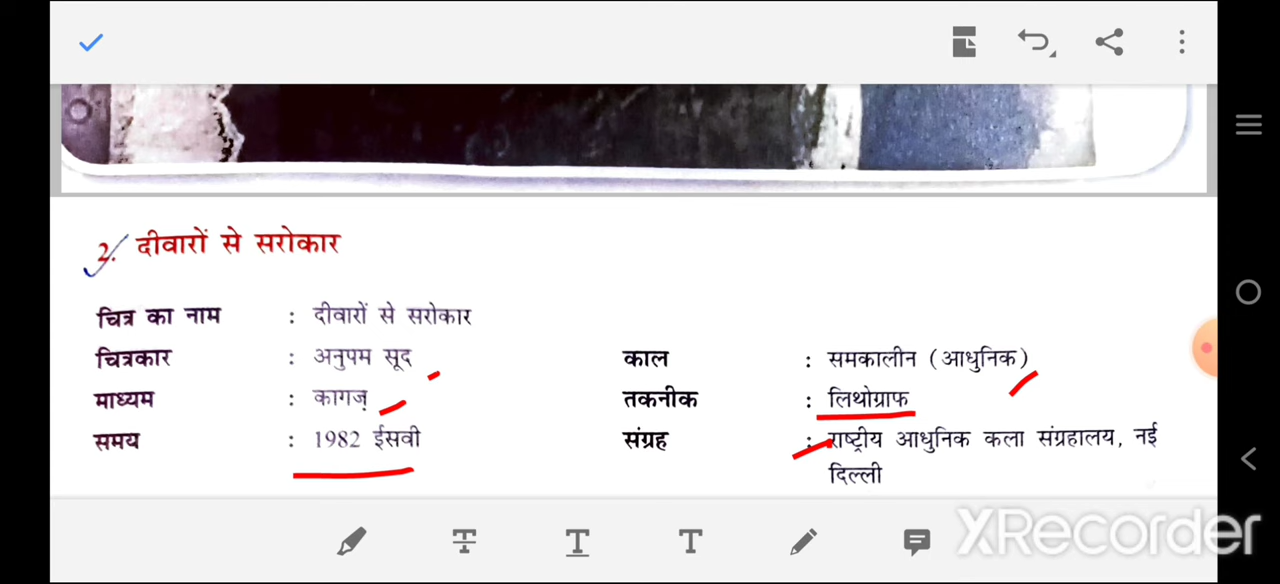 2. दीवारों से सरोकार
चित्र का नाम : दीवारों से सरोकार
चित्रकार : अनुपम सूद काल : समकालीन (आधुनिक)
माध्यम : कागज़ तकनीक : लिथोग्राफ
समय : 1982 ईसवी संग्रह : राष्ट्रीय आधुनिक कला संग्रहालय, नई
दिल्ली
T T T
XRecorder